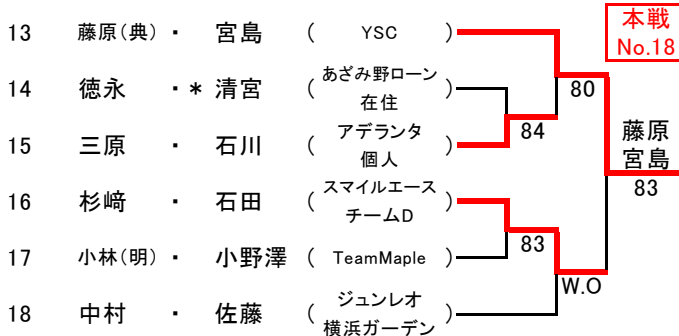 本戦
No.18
13 藤原(典) ・ 宮島 ( YSC )
14 徳永 ・* 清宮 ( あざみ野ローン
在住 )
80
15 三原 ・ 石川 ( アデランタ
個人 )
84
藤原
宮島
83
16 杉﨑 ・ 石田 ( スマイルエース
チームD )
17 小林(明) ・ 小野澤 ( TeamMaple )
83
W.O
18 中村 ・ 佐藤 ( ジュンレオ
横浜ガーデン )